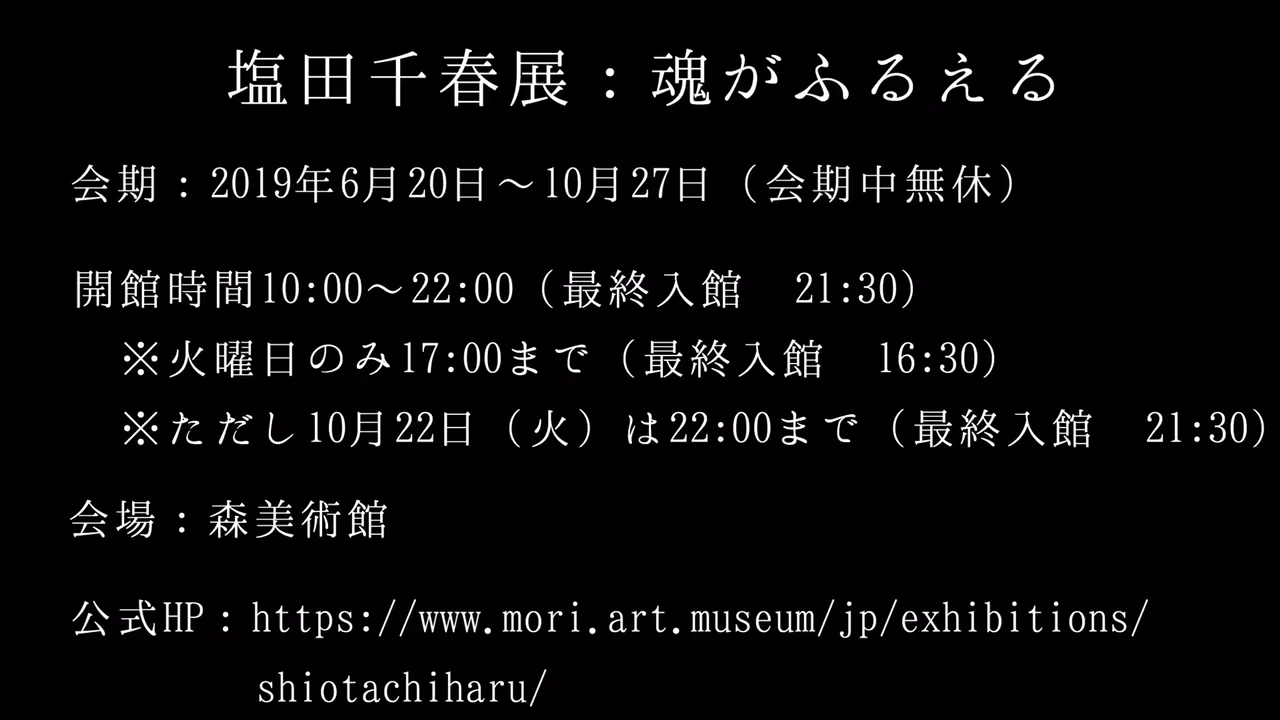 塩田千春展：魂がふるえる
会期：2019年6月20日～10月27日（会期中無休）
開館時間10:00～22:00（最終入館　21:30）
※火曜日のみ17:00まで（最終入館　16:30）
※ただし10月22日（火）は22:00まで（最終入館　21:30）
会場：森美術館
公式HP：https://www.mori.art.museum/jp/exhibitions/
shiotachiharu/